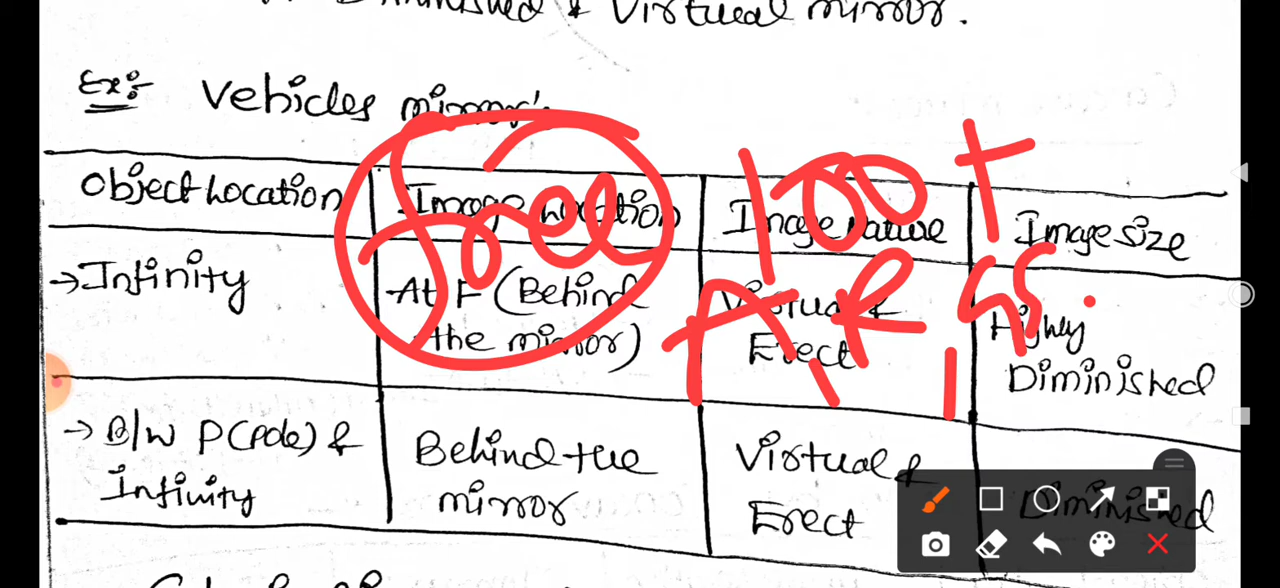 Diminished & Virtual mirror.
Ex:- Vehicles mirror's
Object Location Image Location Image nature Image size
→ Infinity At F (Behind the mirror) Virtual & Erect Highly Diminished
→ B/W P(pole) & Infinity Behind the mirror Virtual & Erect Diminished
free 100+
A, R, SS.